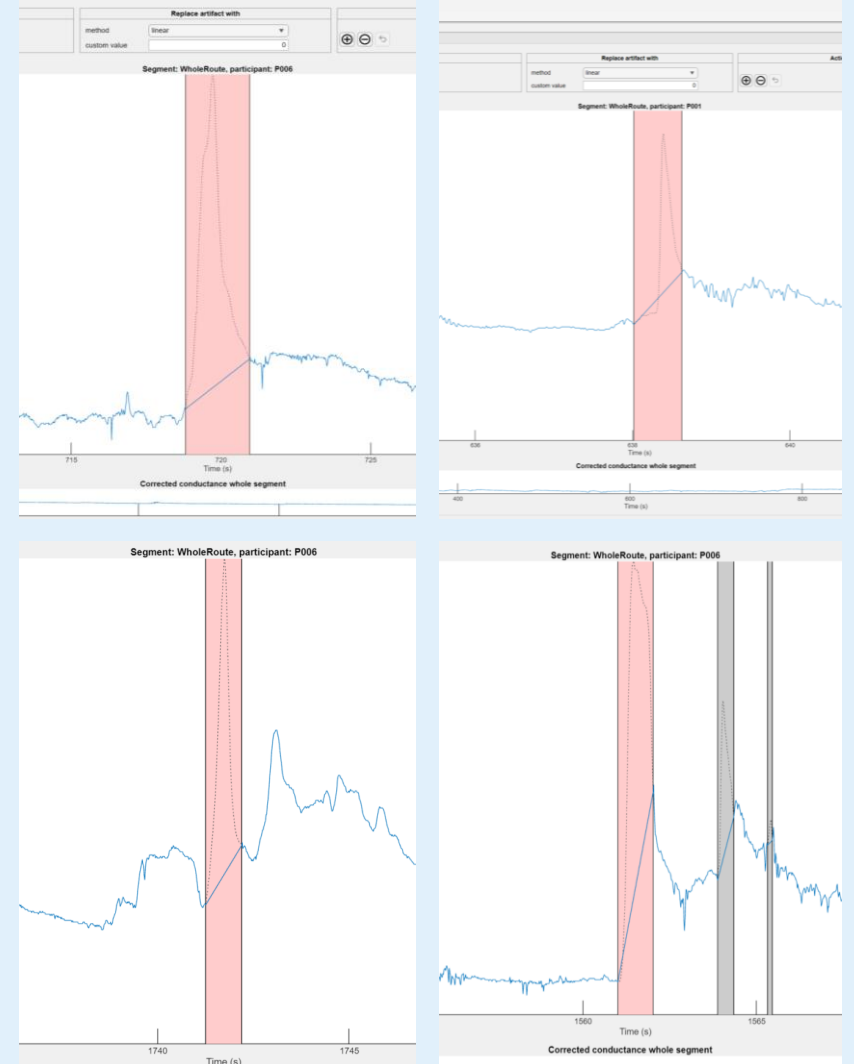 Replace artifact with
method linear
custom value 0
Segment: WholeRoute, participant: P006
715 720 725
Time (s)
Corrected conductance whole segment
Replace artifact with
Acti
method linear
custom value 0
Segment: WholeRoute, participant: P001
636 638 640
Time (s)
Corrected conductance whole segment
400 600 800
Time (s)
Segment: WholeRoute, participant: P006
1740 1745
Time (s)
Segment: WholeRoute, participant: P006
1560 1565
Time (s)
Corrected conductance whole segment